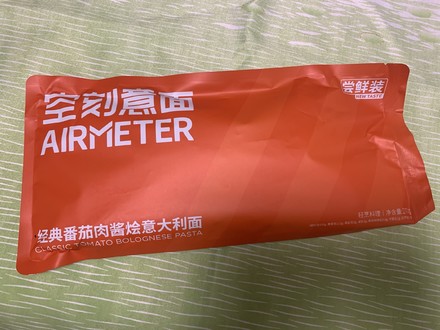 空刻意面
AIRMETER
尝鲜装
NEW TASTE
经典番茄肉酱烩意大利面
CLASSIC TOMATO BOLOGNESE PASTA